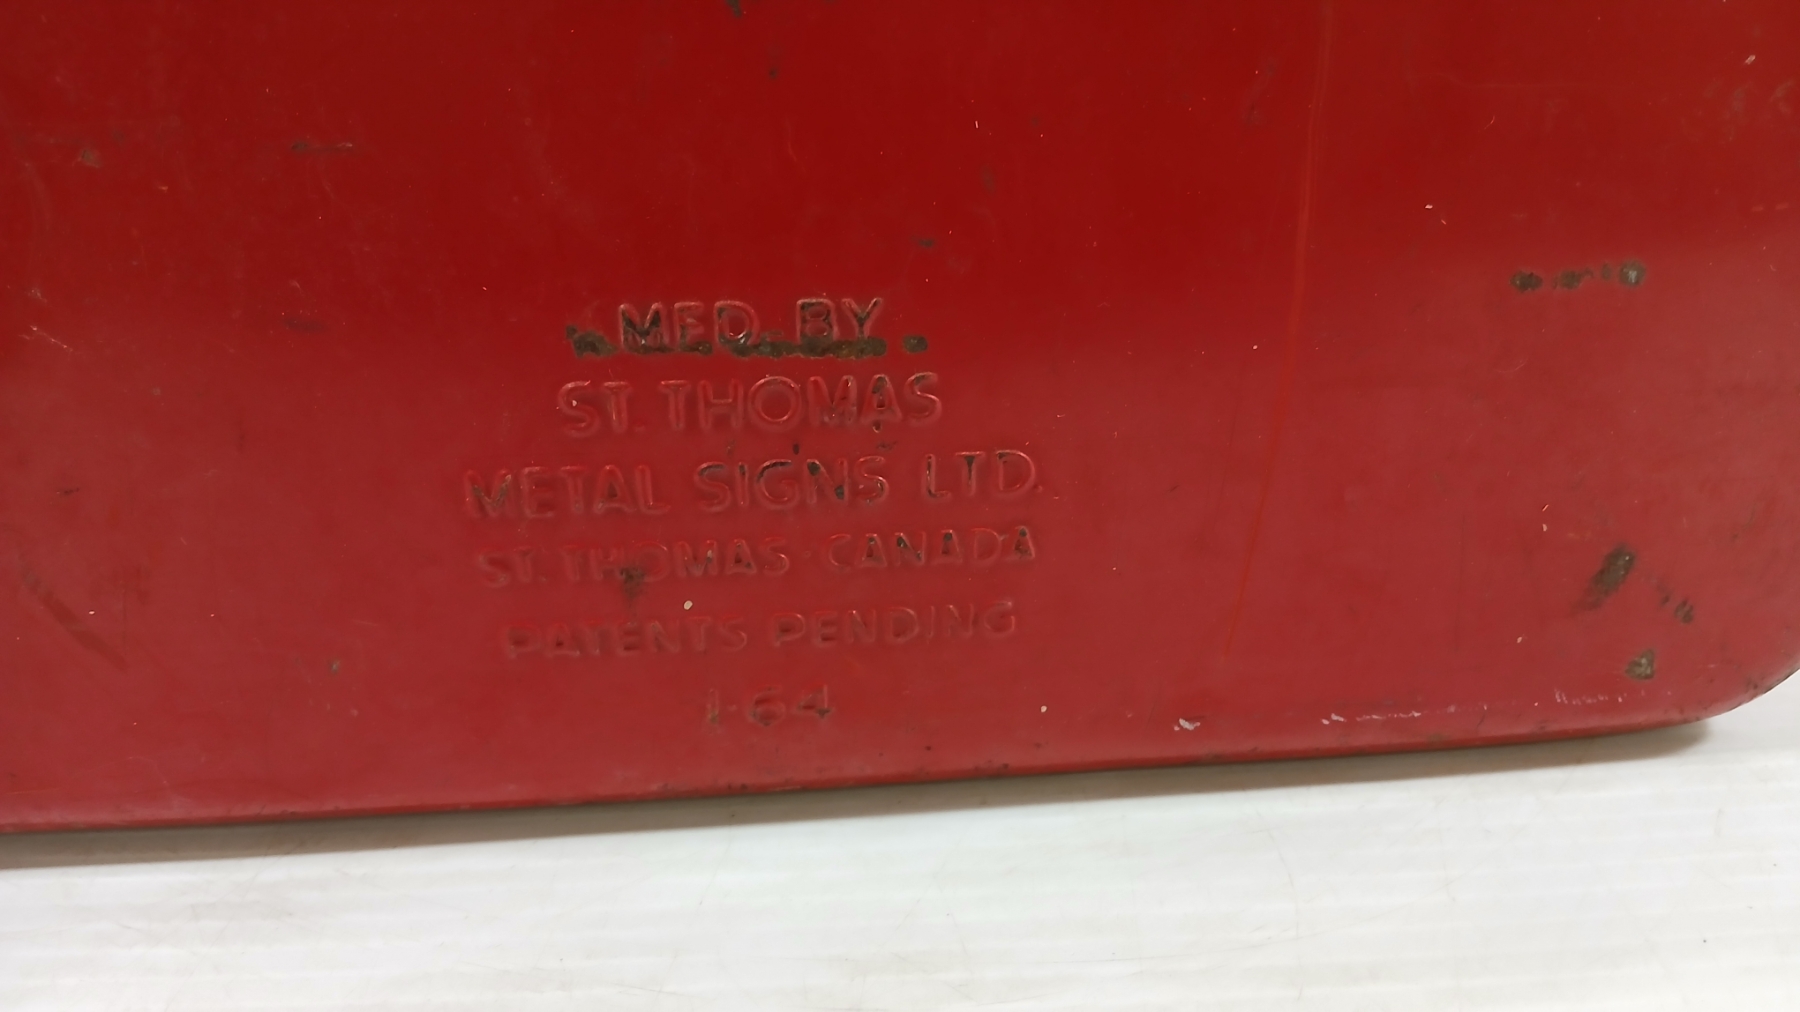 MFD. BY
ST. THOMAS
METAL SIGNS LTD.
ST. THOMAS · CANADA
PATENTS PENDING
1-64